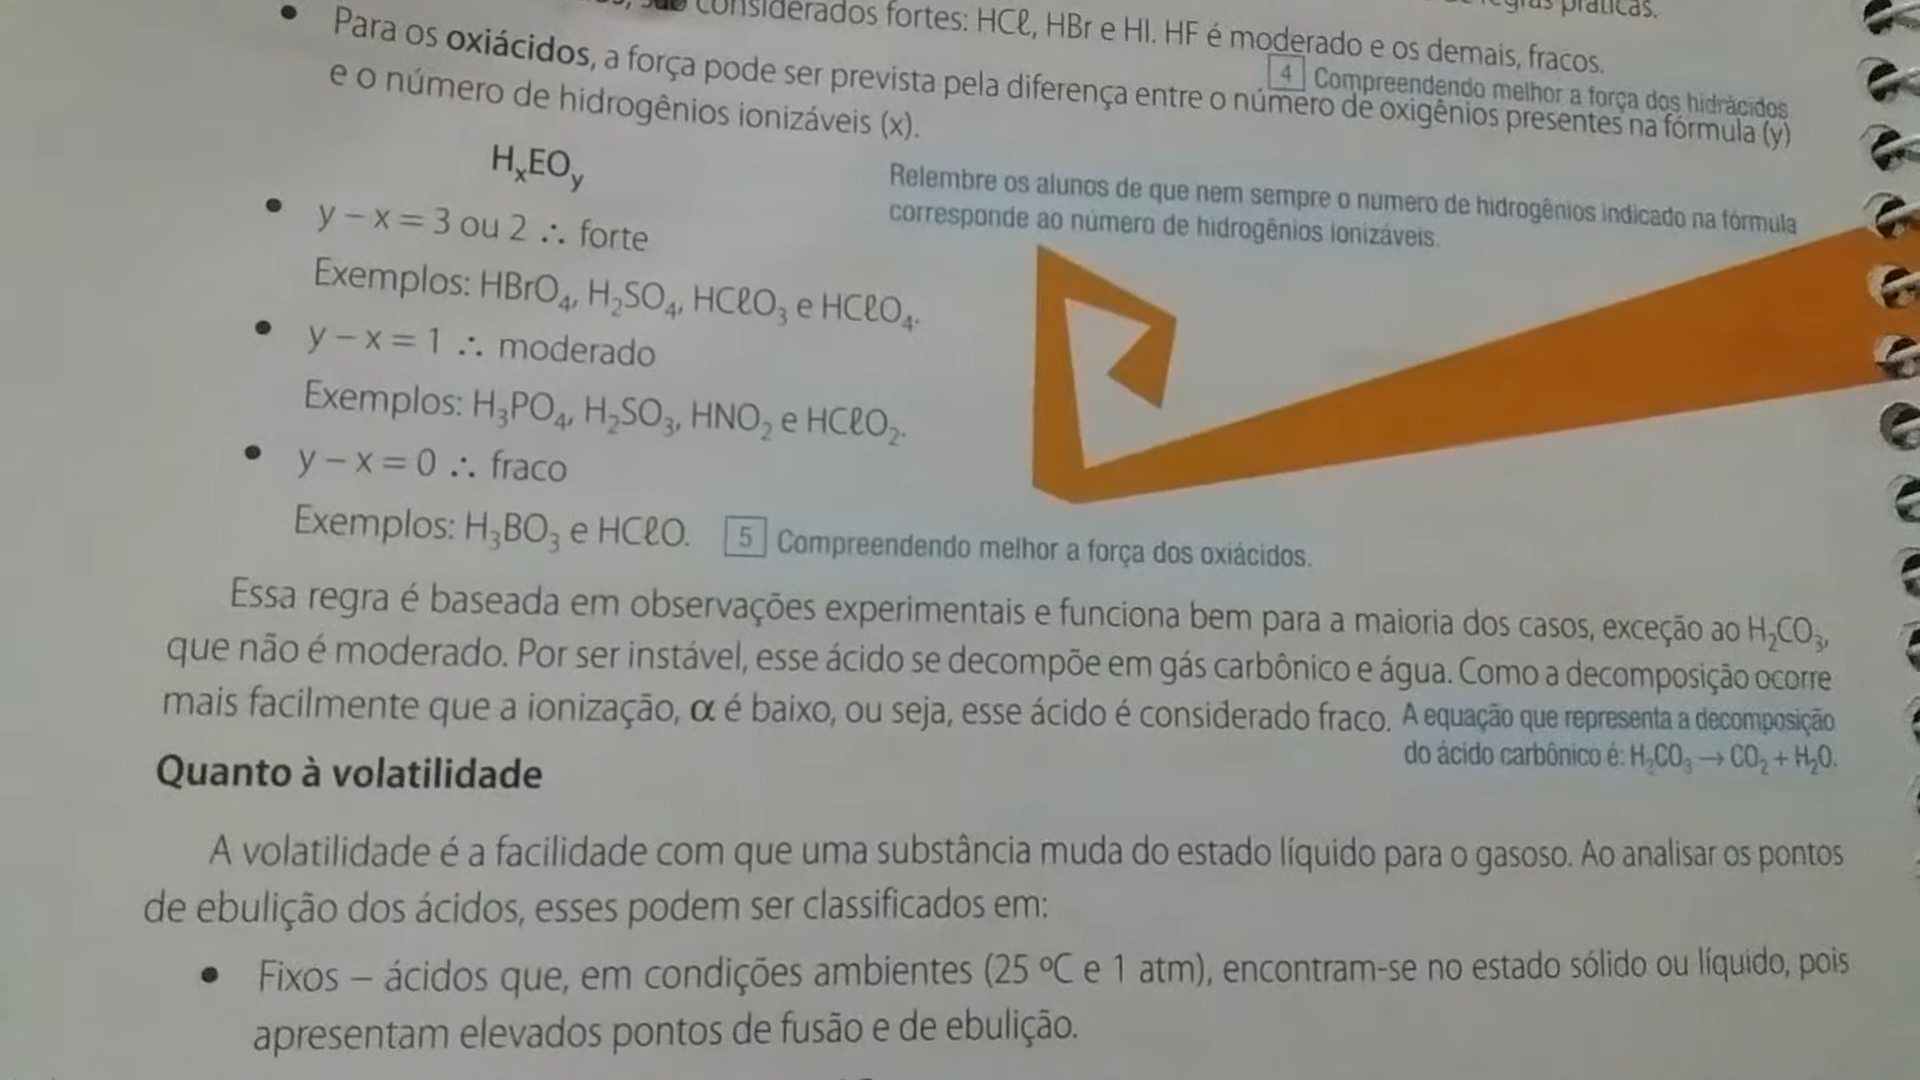 considerados fortes: HCℓ, HBr e HI. HF é moderado e os demais, fracos.
4 Compreendendo melhor a força dos hidrácidos.
• Para os oxiácidos, a força pode ser prevista pela diferença entre o número de oxigênios presentes na fórmula (y)
e o número de hidrogênios ionizáveis (x).
HₓEOᵧ
Relembre os alunos de que nem sempre o numero de hidrogênios indicado na fórmula
corresponde ao número de hidrogênios ionizáveis.
• y – x = 3 ou 2 ∴ forte
Exemplos: HBrO₄, H₂SO₄, HCℓO₃ e HCℓO₄.
• y – x = 1 ∴ moderado
Exemplos: H₃PO₄, H₂SO₃, HNO₂ e HCℓO₂.
• y – x = 0 ∴ fraco
Exemplos: H₃BO₃ e HCℓO. 5 Compreendendo melhor a força dos oxiácidos.
Essa regra é baseada em observações experimentais e funciona bem para a maioria dos casos, exceção ao H₂CO₃,
que não é moderado. Por ser instável, esse ácido se decompõe em gás carbônico e água. Como a decomposição ocorre
mais facilmente que a ionização, α é baixo, ou seja, esse ácido é considerado fraco. A equação que representa a decomposição
do ácido carbônico é: H₂CO₃ → CO₂ + H₂O.
Quanto à volatilidade
A volatilidade é a facilidade com que uma substância muda do estado líquido para o gasoso. Ao analisar os pontos
de ebulição dos ácidos, esses podem ser classificados em:
• Fixos – ácidos que, em condições ambientes (25 ºC e 1 atm), encontram-se no estado sólido ou líquido, pois
apresentam elevados pontos de fusão e de ebulição.